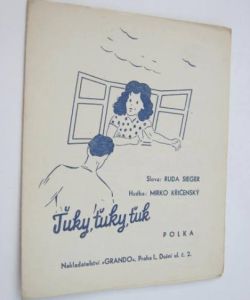 Slova: RUDA SIEGER
Hudba: MIRKO KŘIČENSKÝ
Ťuky, ťuky, ťuk
POLKA
Nakladatelství «GRANDO», Praha I., Dušní ul. č. 2.